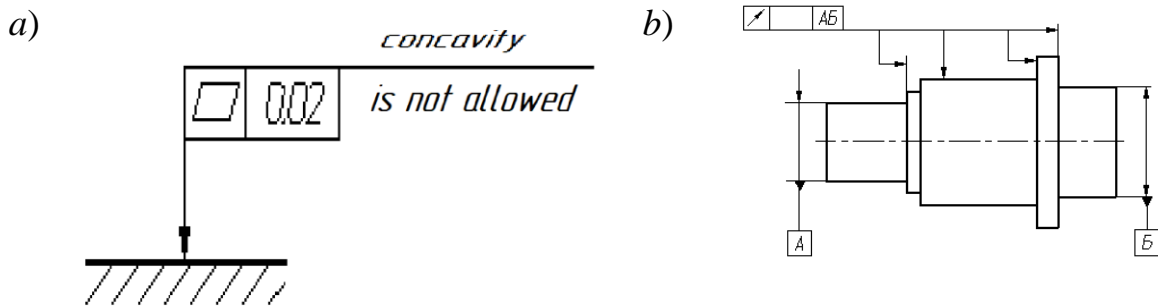 a)
concavity
0.02 is not allowed
b)
АБ
А
Б